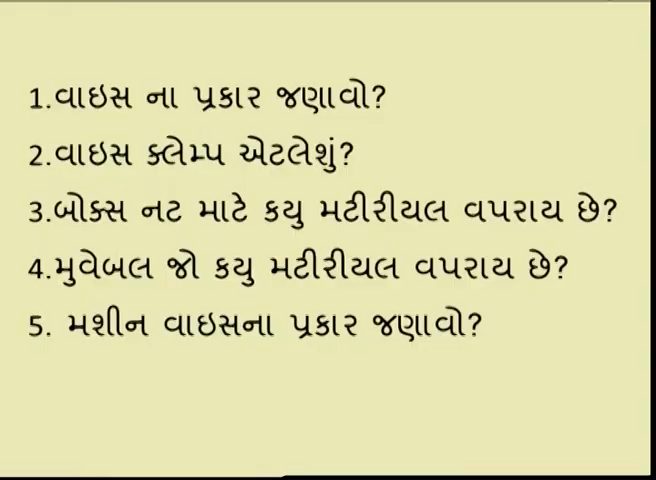 1.વાઇસ ના પ્રકાર જણાવો?
2.વાઇસ ક્લેમ્પ એટલેશું?
3.બોક્સ નટ માટે કયુ મટીરીયલ વપરાય છે?
4.મુવેબલ જો કયુ મટીરીયલ વપરાય છે?
5. મશીન વાઇસના પ્રકાર જણાવો?